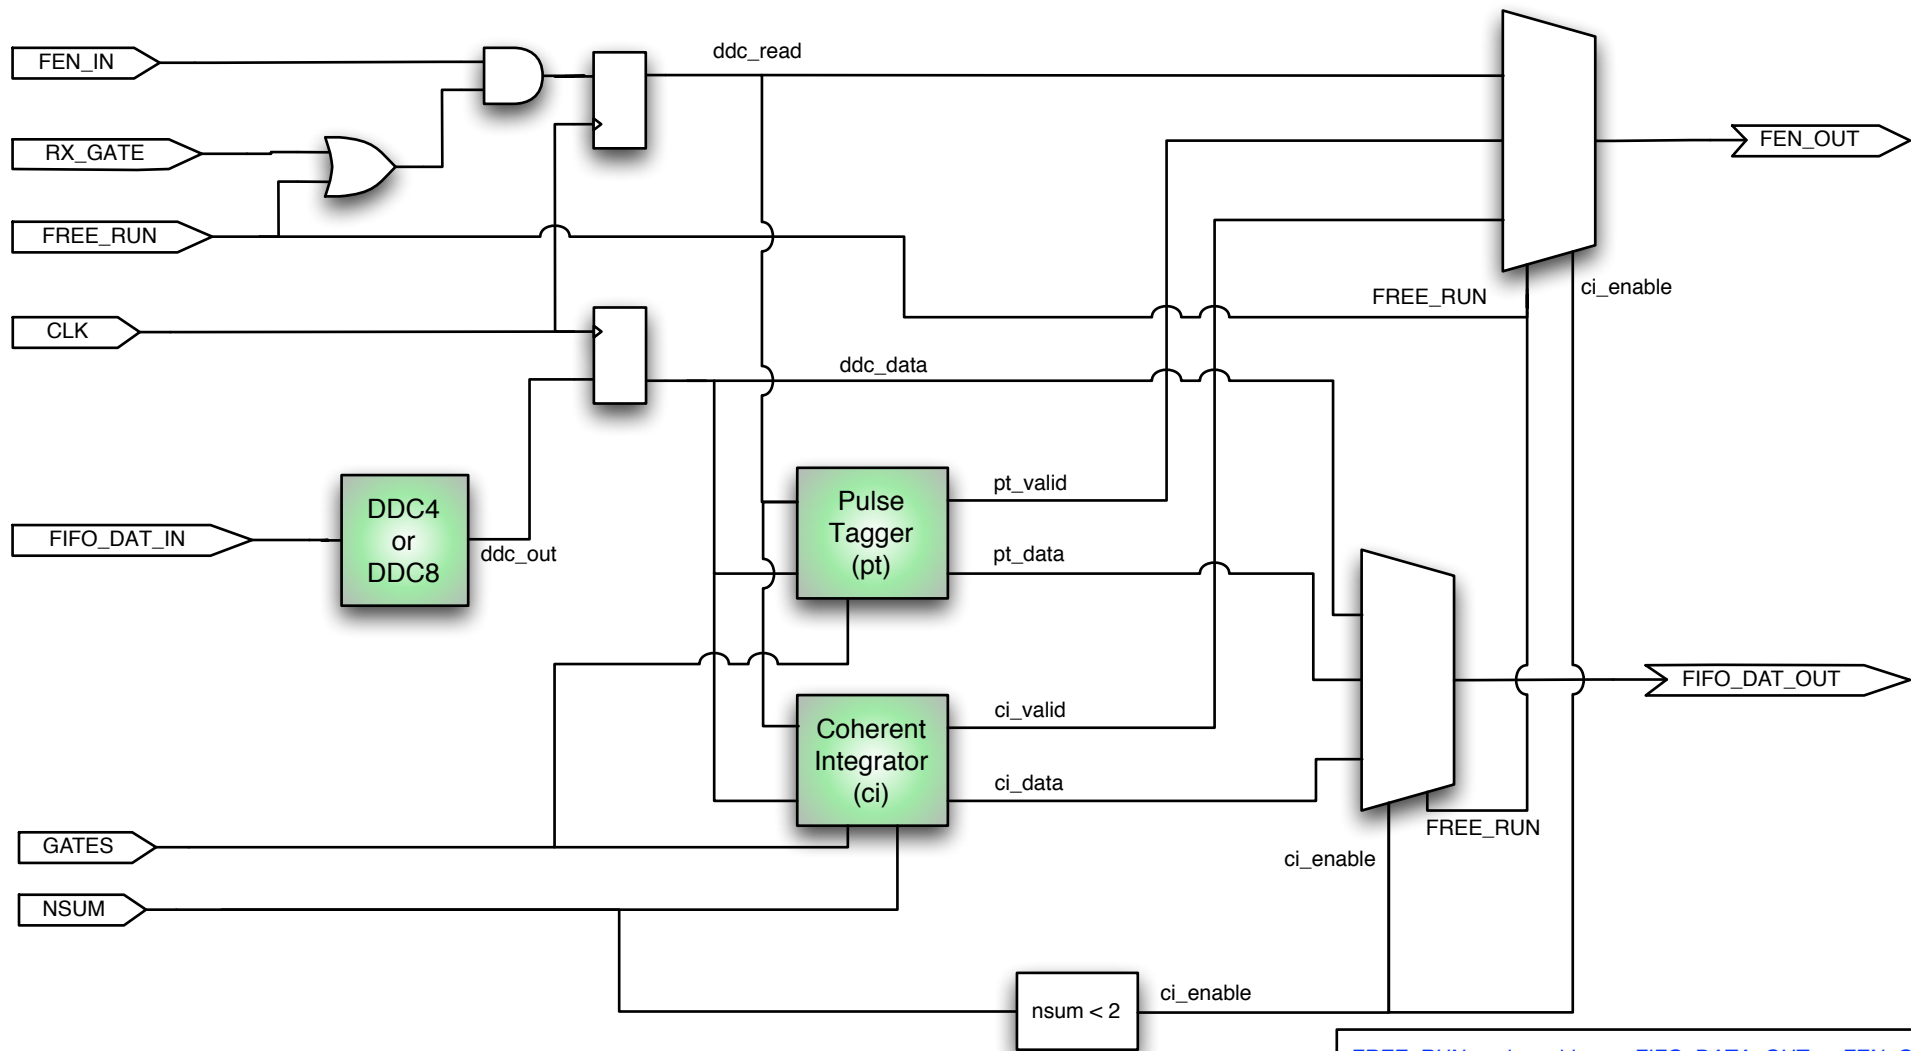 ddc_read
FEN_IN
RX_GATE
FEN_OUT
FREE_RUN
ci_enable
FREE_RUN
CLK
ddc_data
pt_valid
Pulse
Tagger
(pt)
DDC4
or
DDC8
FIFO_DAT_IN
ddc_out
pt_data
FIFO_DAT_OUT
ci_valid
Coherent
Integrator
(ci)
ci_data
FREE_RUN
GATES
ci_enable
NSUM
ci_enable
nsum < 2